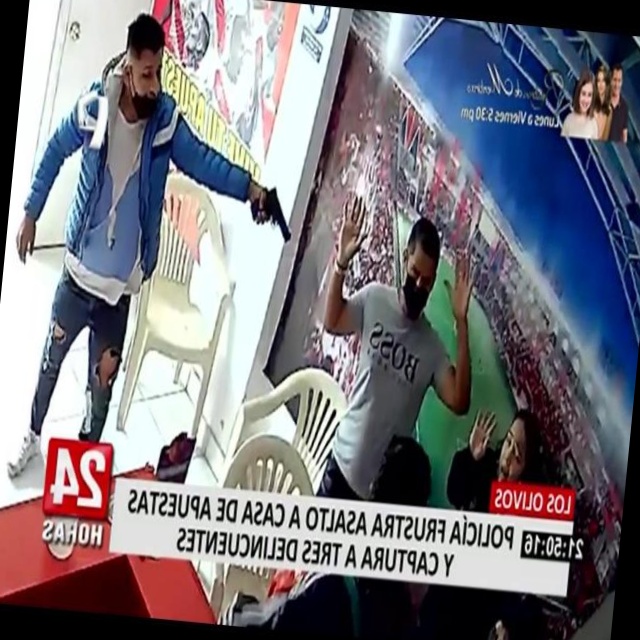 Lunes a Viernes 5:30 pm
BOSS
LOS OLIVOS
21:50:16
POLICÍA FRUSTRA ASALTO A CASA DE APUESTAS
Y CAPTURA A TRES DELINCUENTES
24
HORAS